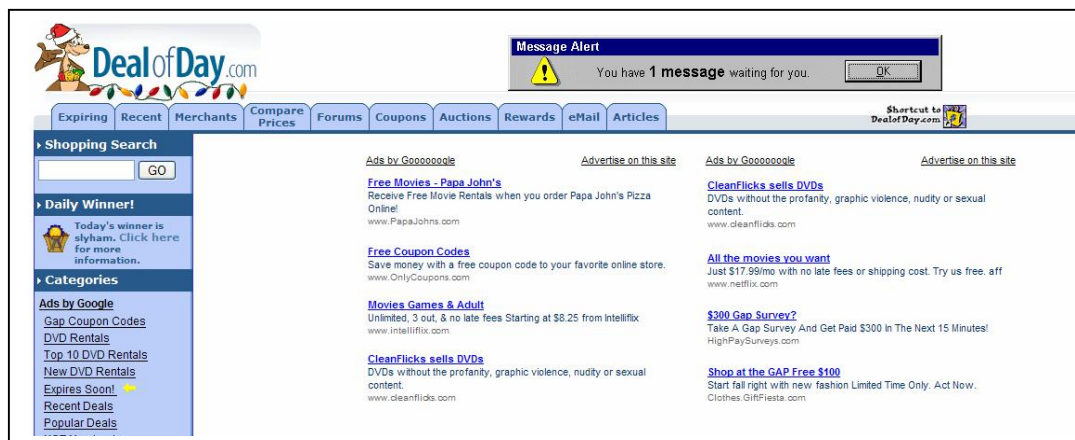 DealofDay.com
Message Alert
You have 1 message waiting for you.
OK
Expiring
Recent
Merchants
Compare
Prices
Forums
Coupons
Auctions
Rewards
eMail
Articles
Shortcut to
DealofDay.com
Shopping Search
GO
Daily Winner!
Today's winner is
slyham. Click here
for more
information.
Categories
Ads by Google
Gap Coupon Codes
DVD Rentals
Top 10 DVD Rentals
New DVD Rentals
Expires Soon!
Recent Deals
Popular Deals
Ads by Goooooogle
Advertise on this site
Free Movies - Papa John's
Receive Free Movie Rentals when you order Papa John's Pizza
Online!
www.PapaJohns.com
Free Coupon Codes
Save money with a free coupon code to your favorite online store.
www.OnlyCoupons.com
Movies Games & Adult
Unlimited, 3 out, & no late fees Starting at $8.25 from Intelliflix
www.intelliflix.com
CleanFlicks sells DVDs
DVDs without the profanity, graphic violence, nudity or sexual
content.
www.cleanflicks.com
Ads by Goooooogle
Advertise on this site
CleanFlicks sells DVDs
DVDs without the profanity, graphic violence, nudity or sexual
content.
www.cleanflicks.com
All the movies you want
Just $17.99/mo with no late fees or shipping cost. Try us free. aff
www.netflix.com
$300 Gap Survey?
Take A Gap Survey And Get Paid $300 In The Next 15 Minutes!
HighPaySurveys.com
Shop at the GAP Free $100
Start fall right with new fashion Limited Time Only. Act Now.
Clothes.GiftFiesta.com